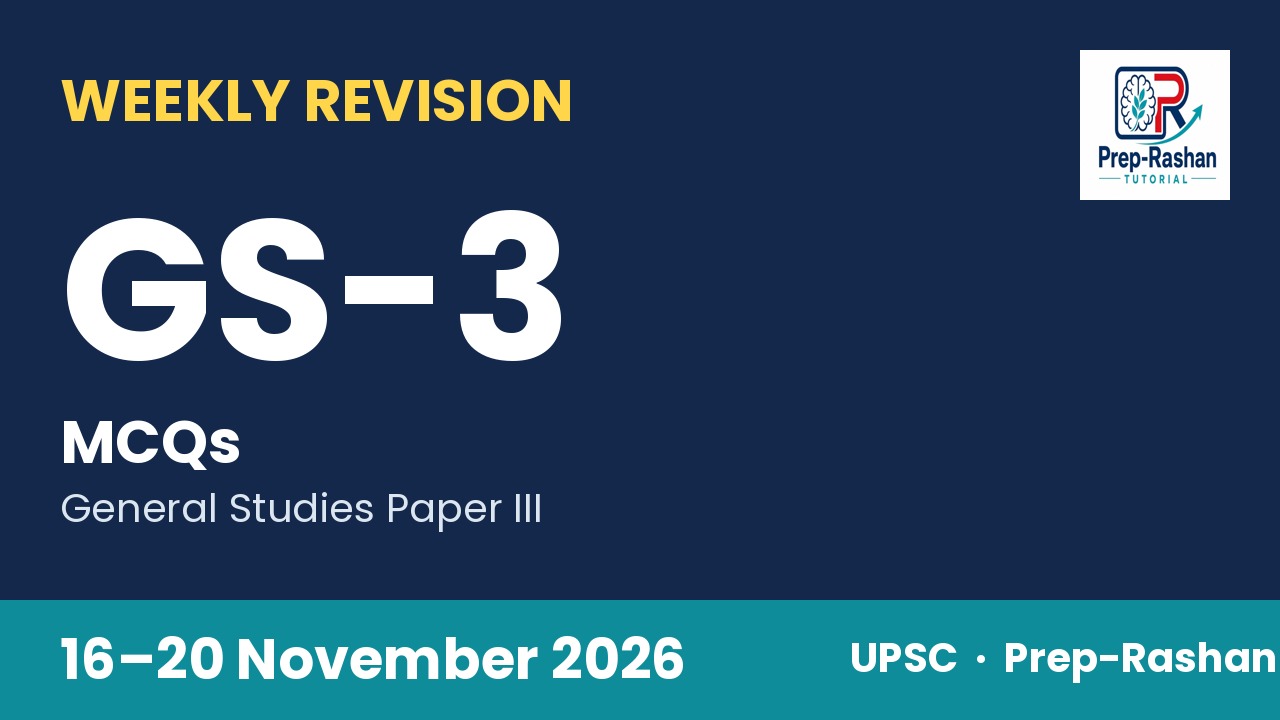 WEEKLY REVISION
Prep-Rashan
TUTORIAL
GS-3
MCQs
General Studies Paper III
16–20 November 2026
UPSC · Prep-Rashan